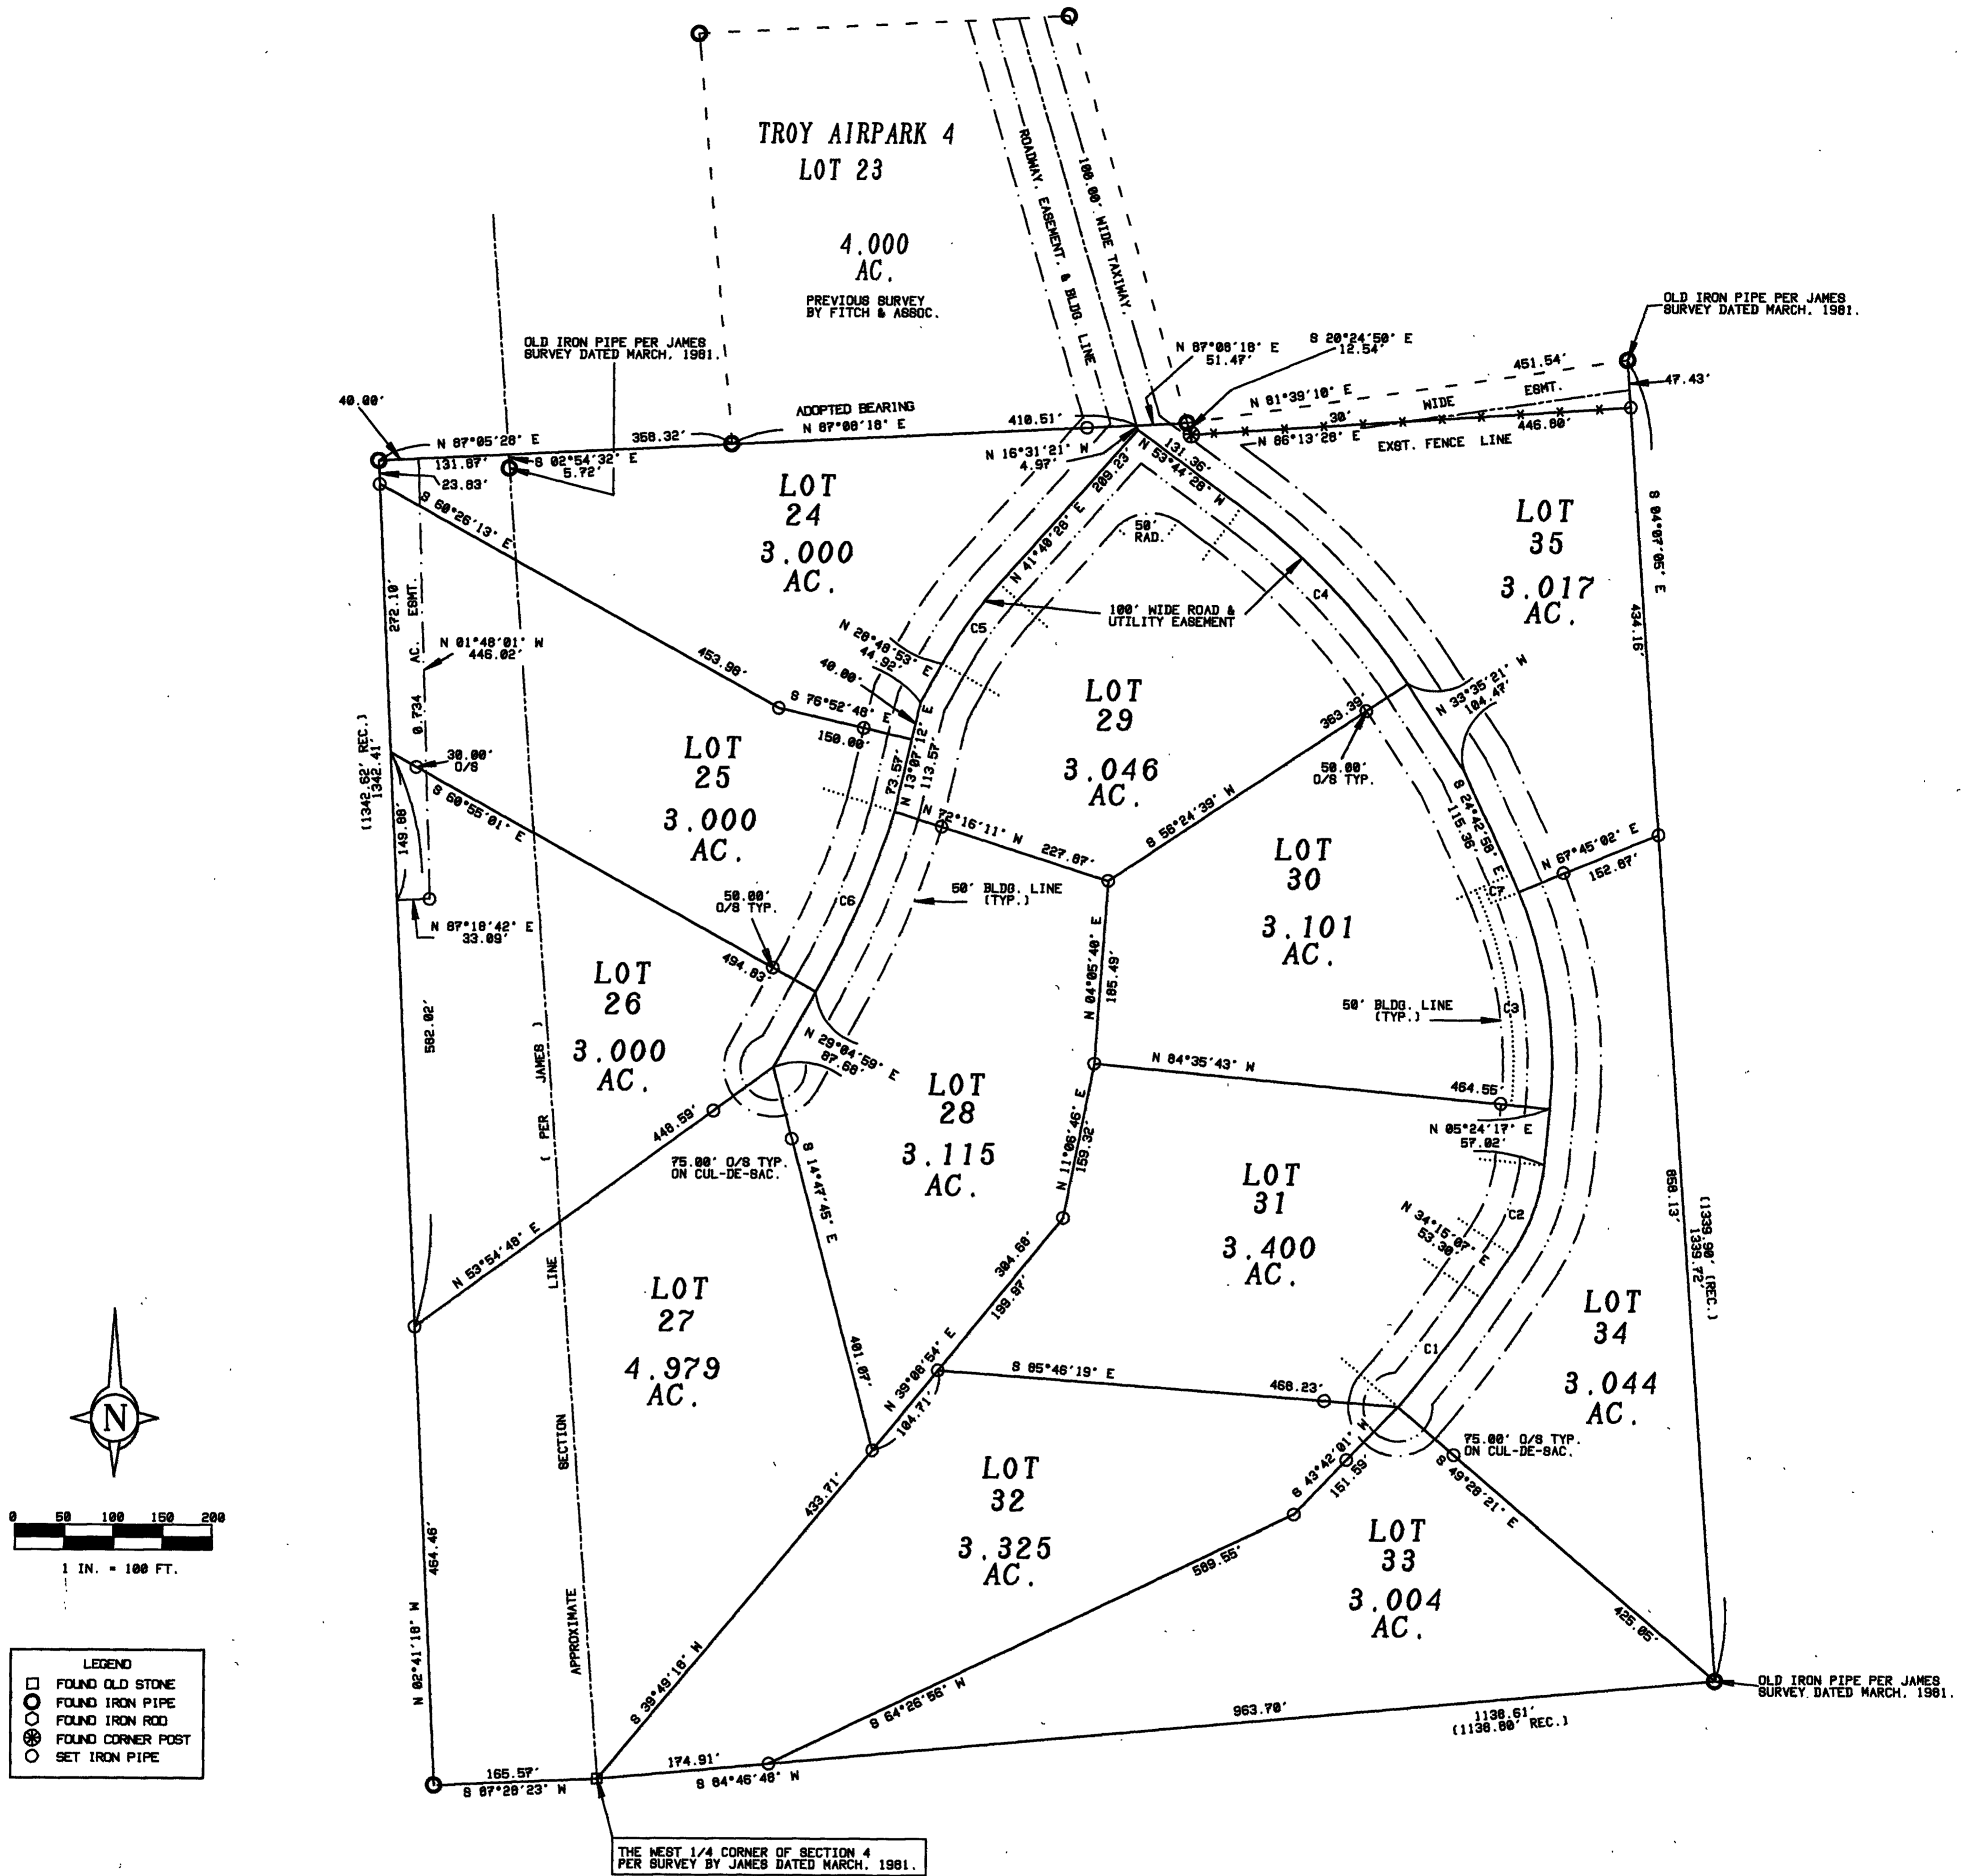 TROY AIRPARK 4
LOT 23
4.000
AC.
PREVIOUS SURVEY
BY FITCH & ASSOC.
ROADWAY, EASEMENT, & BLDG. LINE
100.00' WIDE TAXIWAY.
OLD IRON PIPE PER JAMES
SURVEY DATED MARCH, 1981.
OLD IRON PIPE PER JAMES
SURVEY DATED MARCH, 1981.
N 87°08'18" E
51.47'
S 20°24'50" E
12.54'
451.54'
47.43'
N 81°39'10" E
30' WIDE ESMT.
446.80'
N 86°13'28" E
EXST. FENCE LINE
40.00'
N 87°05'28" E
358.32'
131.87'
S 02°54'32" E
5.72'
23.83'
ADOPTED BEARING
N 87°08'18" E
410.51'
N 16°31'21" W
4.97'
209.23'
N 41°40'28" E
131.36'
N 53°44'28" W
S 60°26'13" E
453.98'
LOT
24
3.000
AC.
50'
RAD.
LOT
35
3.017
AC.
S 04°07'05" E
434.16'
272.10'
0.734 AC. ESMT.
N 01°48'01" W
446.02'
100' WIDE ROAD &
UTILITY EASEMENT
C4
C5
N 28°48'53" E
44.92'
40.00'
S 76°52'48" E
150.00'
N 13°07'12" E
113.57'
73.57'
N 33°35'21" W
104.47'
LOT
29
3.046
AC.
363.39'
50.00'
O/S TYP.
S 56°24'39" W
(1342.62' REC.)
1342.41'
30.00'
O/S
149.88'
S 60°55'01" E
494.83'
LOT
25
3.000
AC.
N 72°16'11" W
227.87'
S 24°42'58" E
115.36'
N 67°45'02" E
152.87'
C7
LOT
30
3.101
AC.
50' BLDG. LINE
(TYP.)
50.00'
O/S TYP.
C6
N 87°18'42" E
33.09'
N 04°05'40" E
185.49'
LOT
26
3.000
AC.
50' BLDG. LINE
(TYP.)
C3
582.02'
N 29°04'59" E
87.68'
N 84°35'43" W
464.55'
LOT
28
3.115
AC.
N 05°24'17" E
57.02'
448.59'
75.00' O/S TYP.
ON CUL-DE-SAC.
N 11°06'46" E
159.32'
S 14°47'45" E
401.07'
LOT
31
3.400
AC.
C2
N 34°15'07" E
53.30'
858.13'
(1339.90' (REC.)
1339.72'
N 53°54'48" E
LOT
27
4.979
AC.
304.68'
199.97'
N 39°08'54" E
104.71'
C1
LOT
34
3.044
AC.
S 85°46'19" E
468.23'
APPROXIMATE SECTION LINE ( PER JAMES )
N
0 50 100 150 200
1 IN. = 100 FT.
464.46'
N 02°41'18" W
433.71'
S 39°49'18" W
LOT
32
3.325
AC.
S 43°42'01" W
151.59'
75.00' O/S TYP.
ON CUL-DE-SAC.
S 49°28'21" E
425.05'
589.55'
S 64°26'56" W
LOT
33
3.004
AC.
LEGEND
FOUND OLD STONE
FOUND IRON PIPE
FOUND IRON ROD
FOUND CORNER POST
SET IRON PIPE
OLD IRON PIPE PER JAMES
SURVEY DATED MARCH, 1981.
963.70'
1138.61'
(1138.80' REC.)
165.57'
S 87°28'23" W
174.91'
S 84°46'48" W
THE WEST 1/4 CORNER OF SECTION 4
PER SURVEY BY JAMES DATED MARCH, 1981.